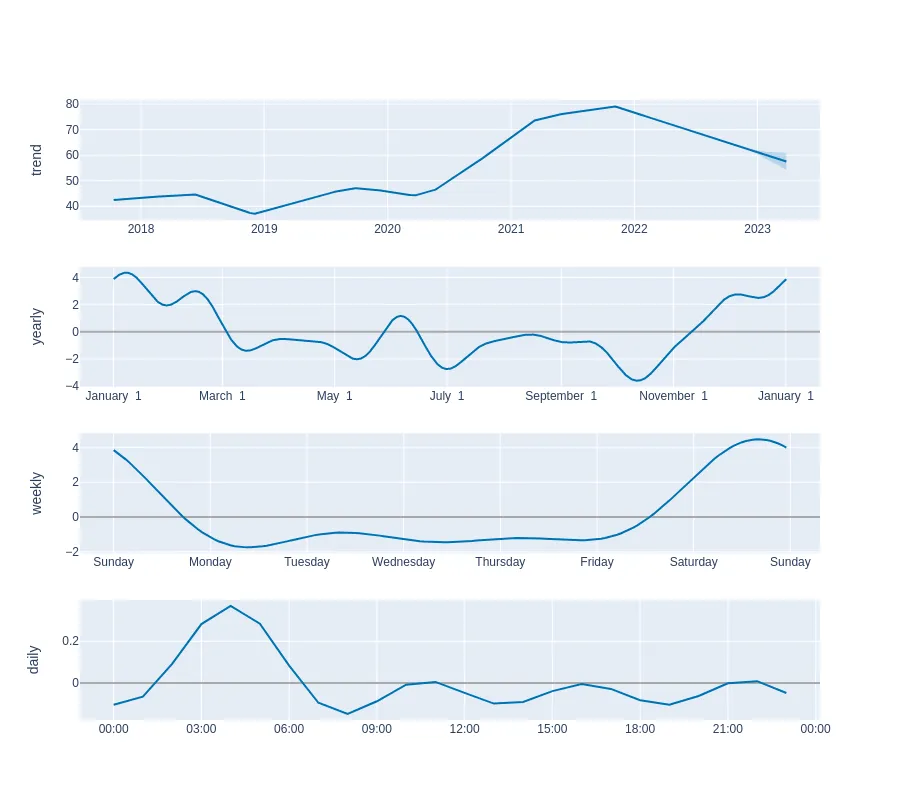 trend
80
70
60
50
40
2018 2019 2020 2021 2022 2023
yearly
4
2
0
−2
−4
January 1 March 1 May 1 July 1 September 1 November 1 January 1
weekly
4
2
0
−2
Sunday Monday Tuesday Wednesday Thursday Friday Saturday Sunday
daily
0.2
0
00:00 03:00 06:00 09:00 12:00 15:00 18:00 21:00 00:00